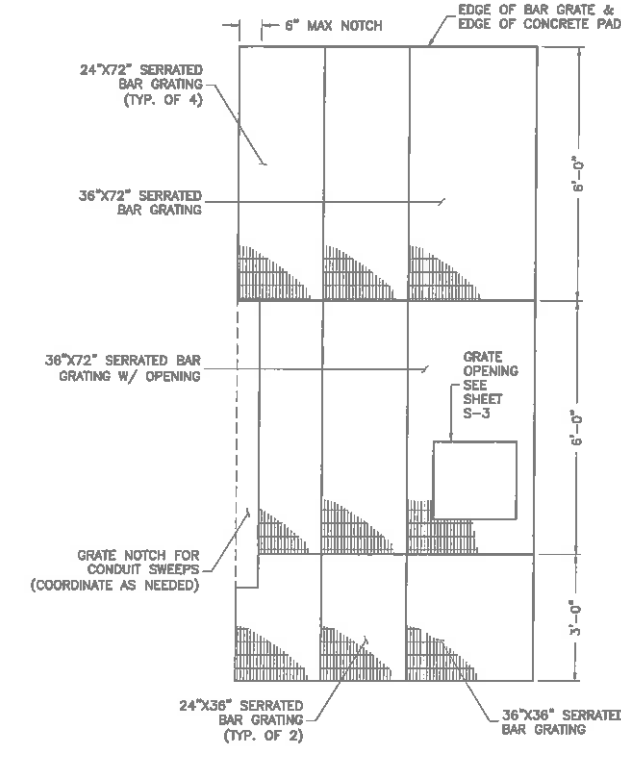 EDGE OF BAR GRATE &
EDGE OF CONCRETE PAD
6" MAX NOTCH
24"X72" SERRATED
BAR GRATING
(TYP. OF 4)
36"X72" SERRATED
BAR GRATING
6'-0"
36"X72" SERRATED BAR
GRATING W/ OPENING
GRATE
OPENING
SEE
SHEET
S-3
6'-0"
GRATE NOTCH FOR
CONDUIT SWEEPS
(COORDINATE AS NEEDED)
3'-0"
24"X36" SERRATED
BAR GRATING
(TYP. OF 2)
36"X36" SERRATED
BAR GRATING